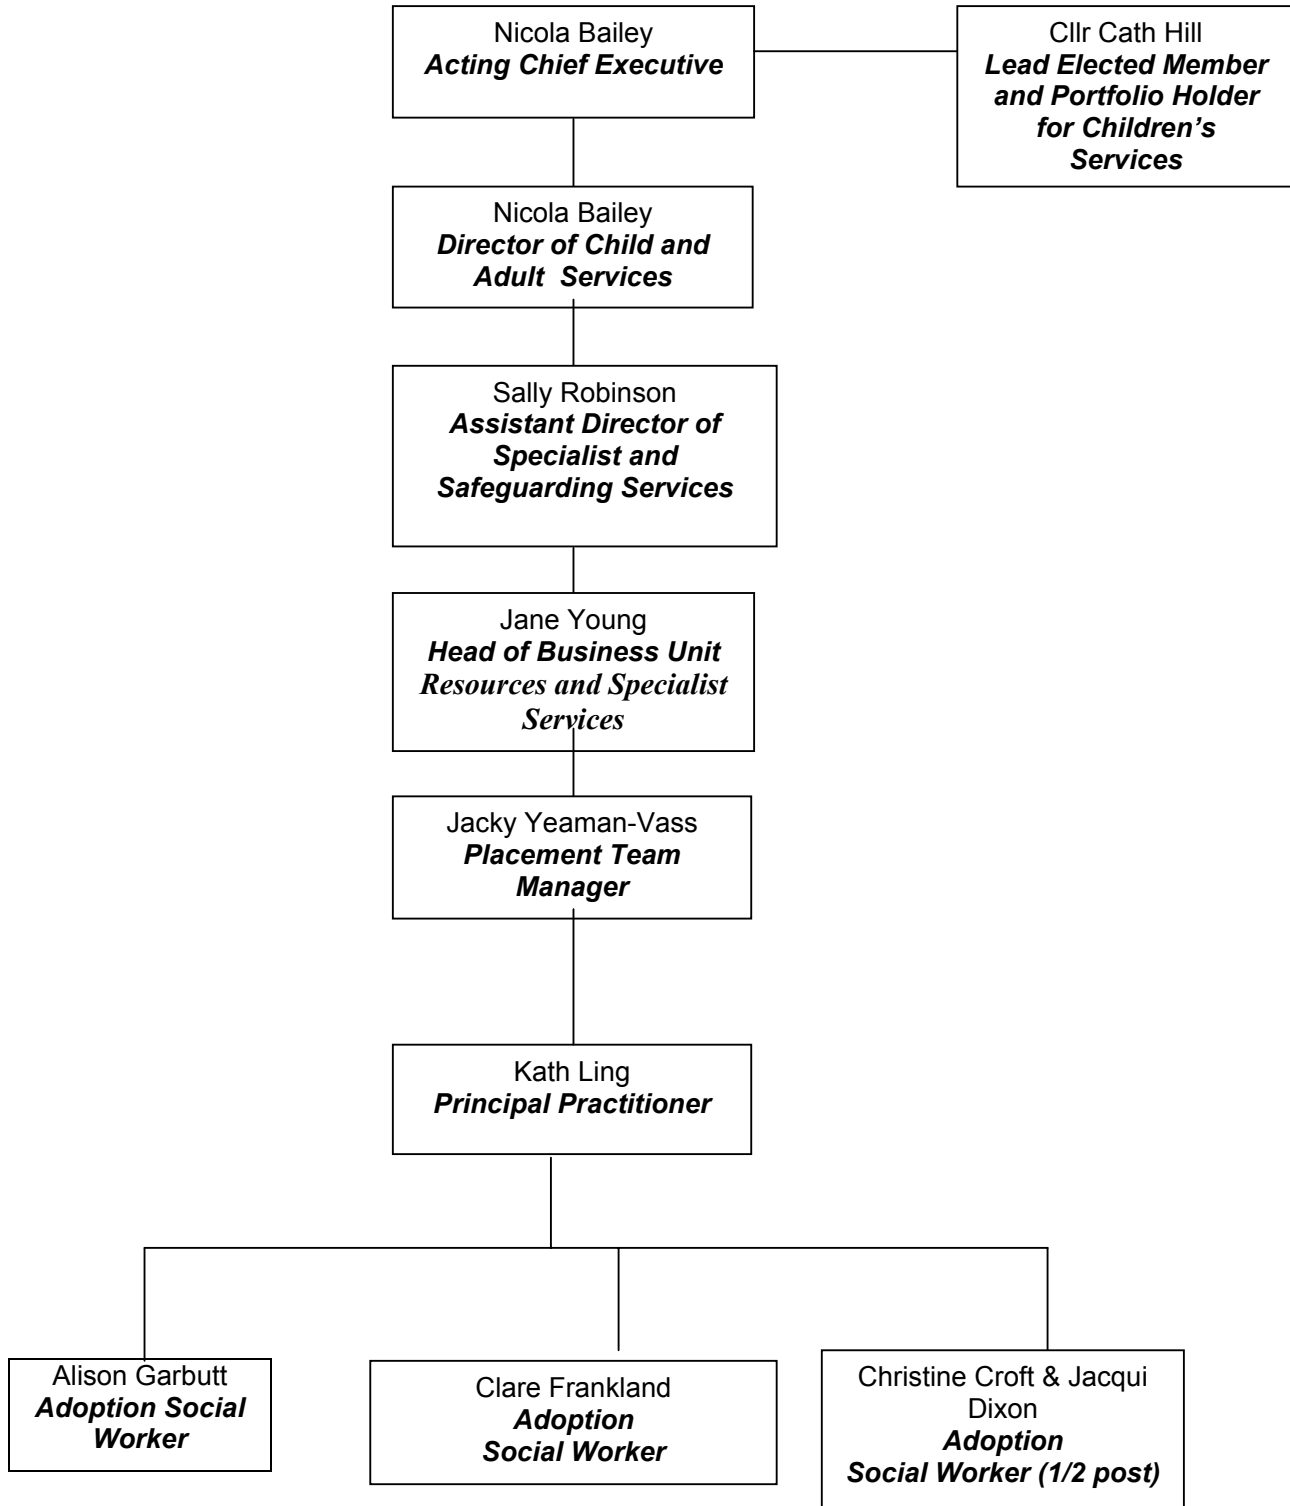 Nicola Bailey
Acting Chief Executive
Cllr Cath Hill
Lead Elected Member
and Portfolio Holder
for Children’s
Services
Nicola Bailey
Director of Child and
Adult  Services
Sally Robinson
Assistant Director of
Specialist and
Safeguarding Services
Jane Young
Head of Business Unit
Resources and Specialist
Services
Jacky Yeaman-Vass
Placement Team
Manager
Kath Ling
Principal Practitioner
Alison Garbutt
Adoption Social
Worker
Clare Frankland
Adoption
Social Worker
Christine Croft & Jacqui
Dixon
Adoption
Social Worker (1/2 post)